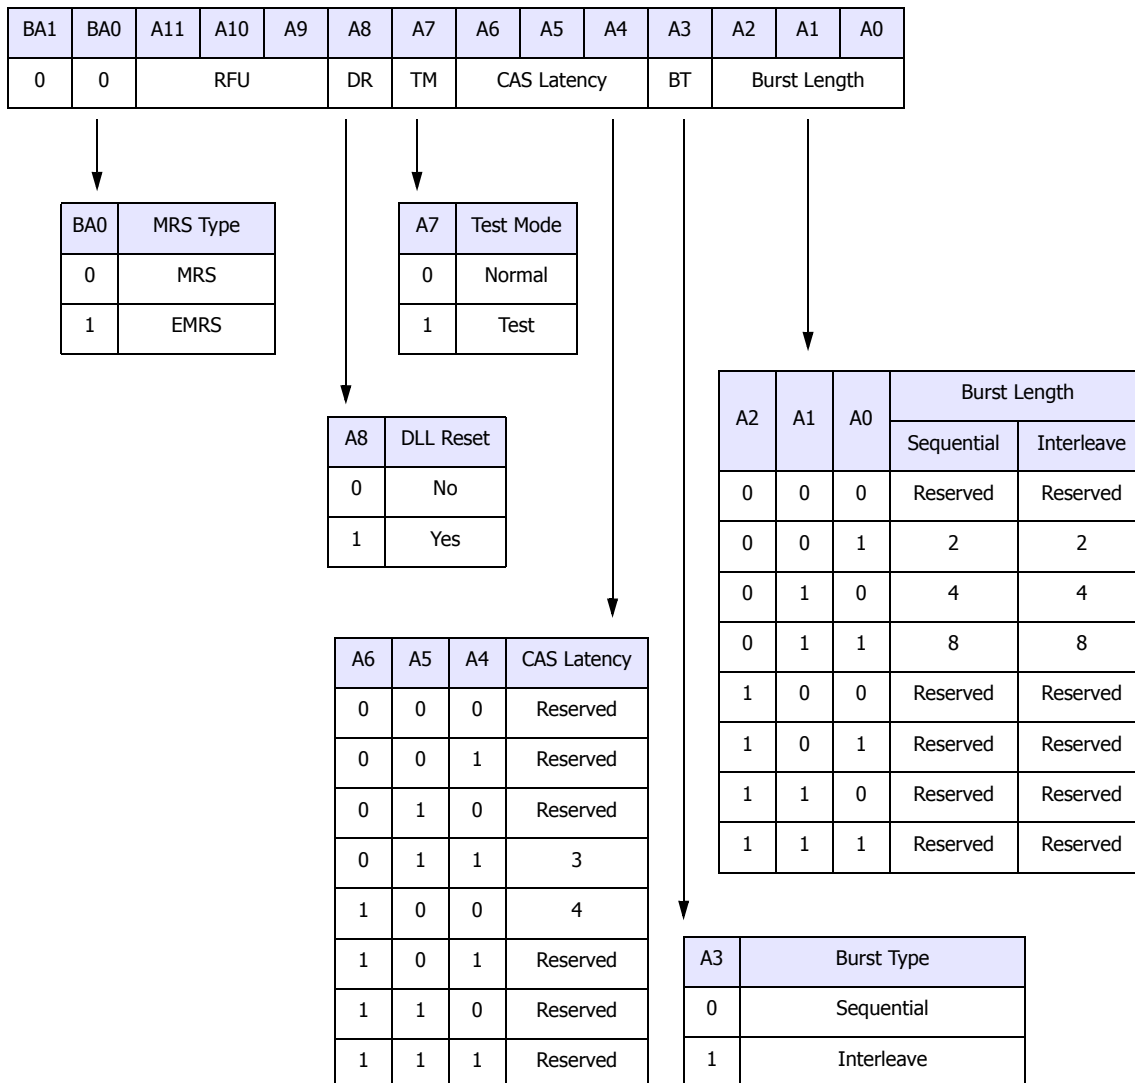 BA1 BA0 A11 A10 A9 A8 A7 A6 A5 A4 A3 A2 A1 A0
0 0 RFU DR TM CAS Latency BT Burst Length
BA0 MRS Type
0 MRS
1 EMRS
A7 Test Mode
0 Normal
1 Test
A8 DLL Reset
0 No
1 Yes
A2 A1 A0 Burst Length
Sequential Interleave
0 0 0 Reserved Reserved
0 0 1 2 2
0 1 0 4 4
0 1 1 8 8
1 0 0 Reserved Reserved
1 0 1 Reserved Reserved
1 1 0 Reserved Reserved
1 1 1 Reserved Reserved
A6 A5 A4 CAS Latency
0 0 0 Reserved
0 0 1 Reserved
0 1 0 Reserved
0 1 1 3
1 0 0 4
1 0 1 Reserved
1 1 0 Reserved
1 1 1 Reserved
A3 Burst Type
0 Sequential
1 Interleave